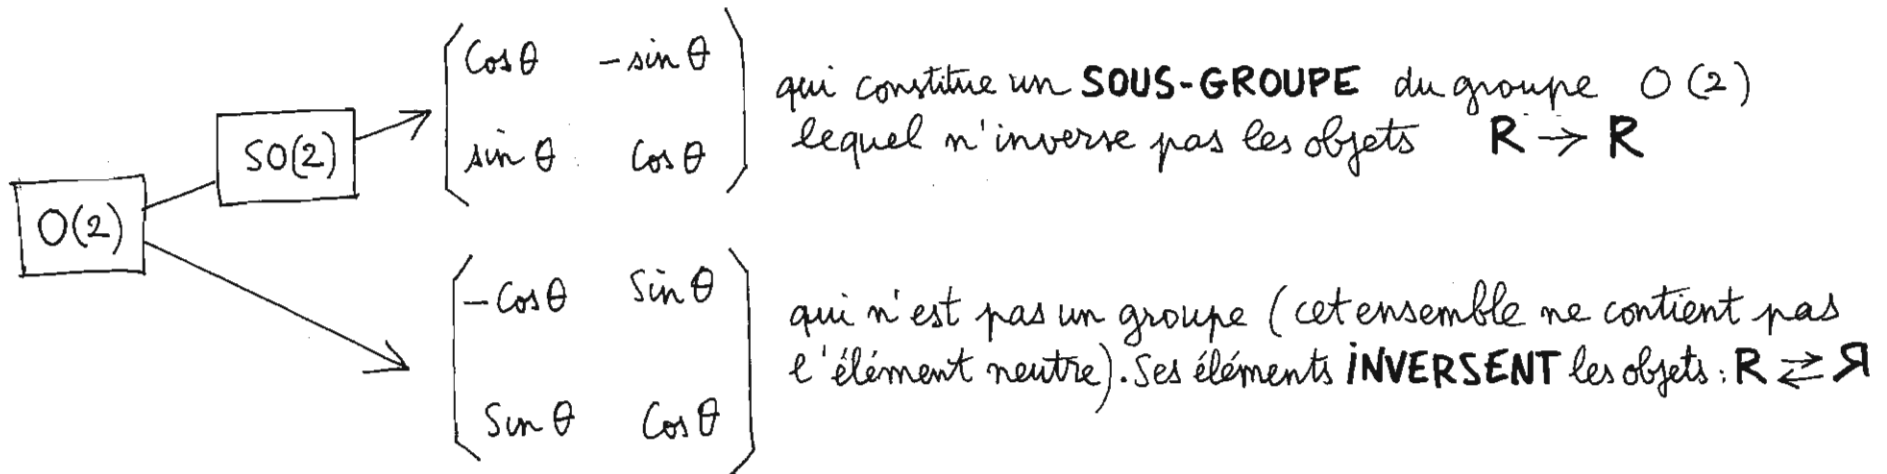 cos θ -sin θ
qui constitue un SOUS-GROUPE du groupe O(2)
SO(2)
sin θ cos θ
lequel n'inverse pas les objets R → R
O(2)
-cos θ sin θ
qui n'est pas un groupe (cet ensemble ne contient pas
l'élément neutre). Ses éléments INVERSENT les objets : R ⇄ Я
Sin θ Cos θ